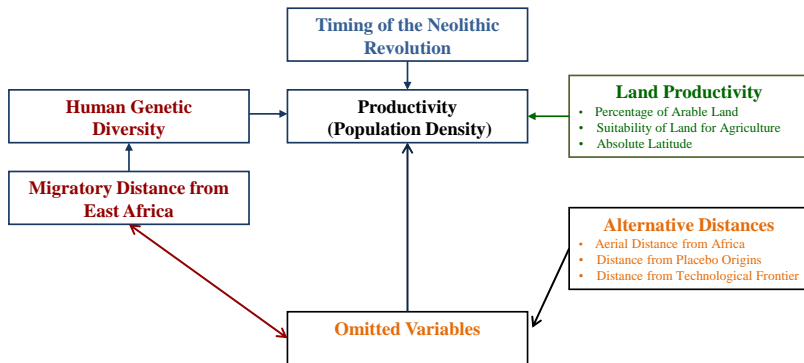 Timing of the Neolithic
Revolution
Human Genetic
Diversity
Productivity
(Population Density)
Land Productivity
• Percentage of Arable Land
• Suitability of Land for Agriculture
• Absolute Latitude
Migratory Distance from
East Africa
Alternative Distances
• Aerial Distance from Africa
• Distance from Placebo Origins
• Distance from Technological Frontier
Omitted Variables